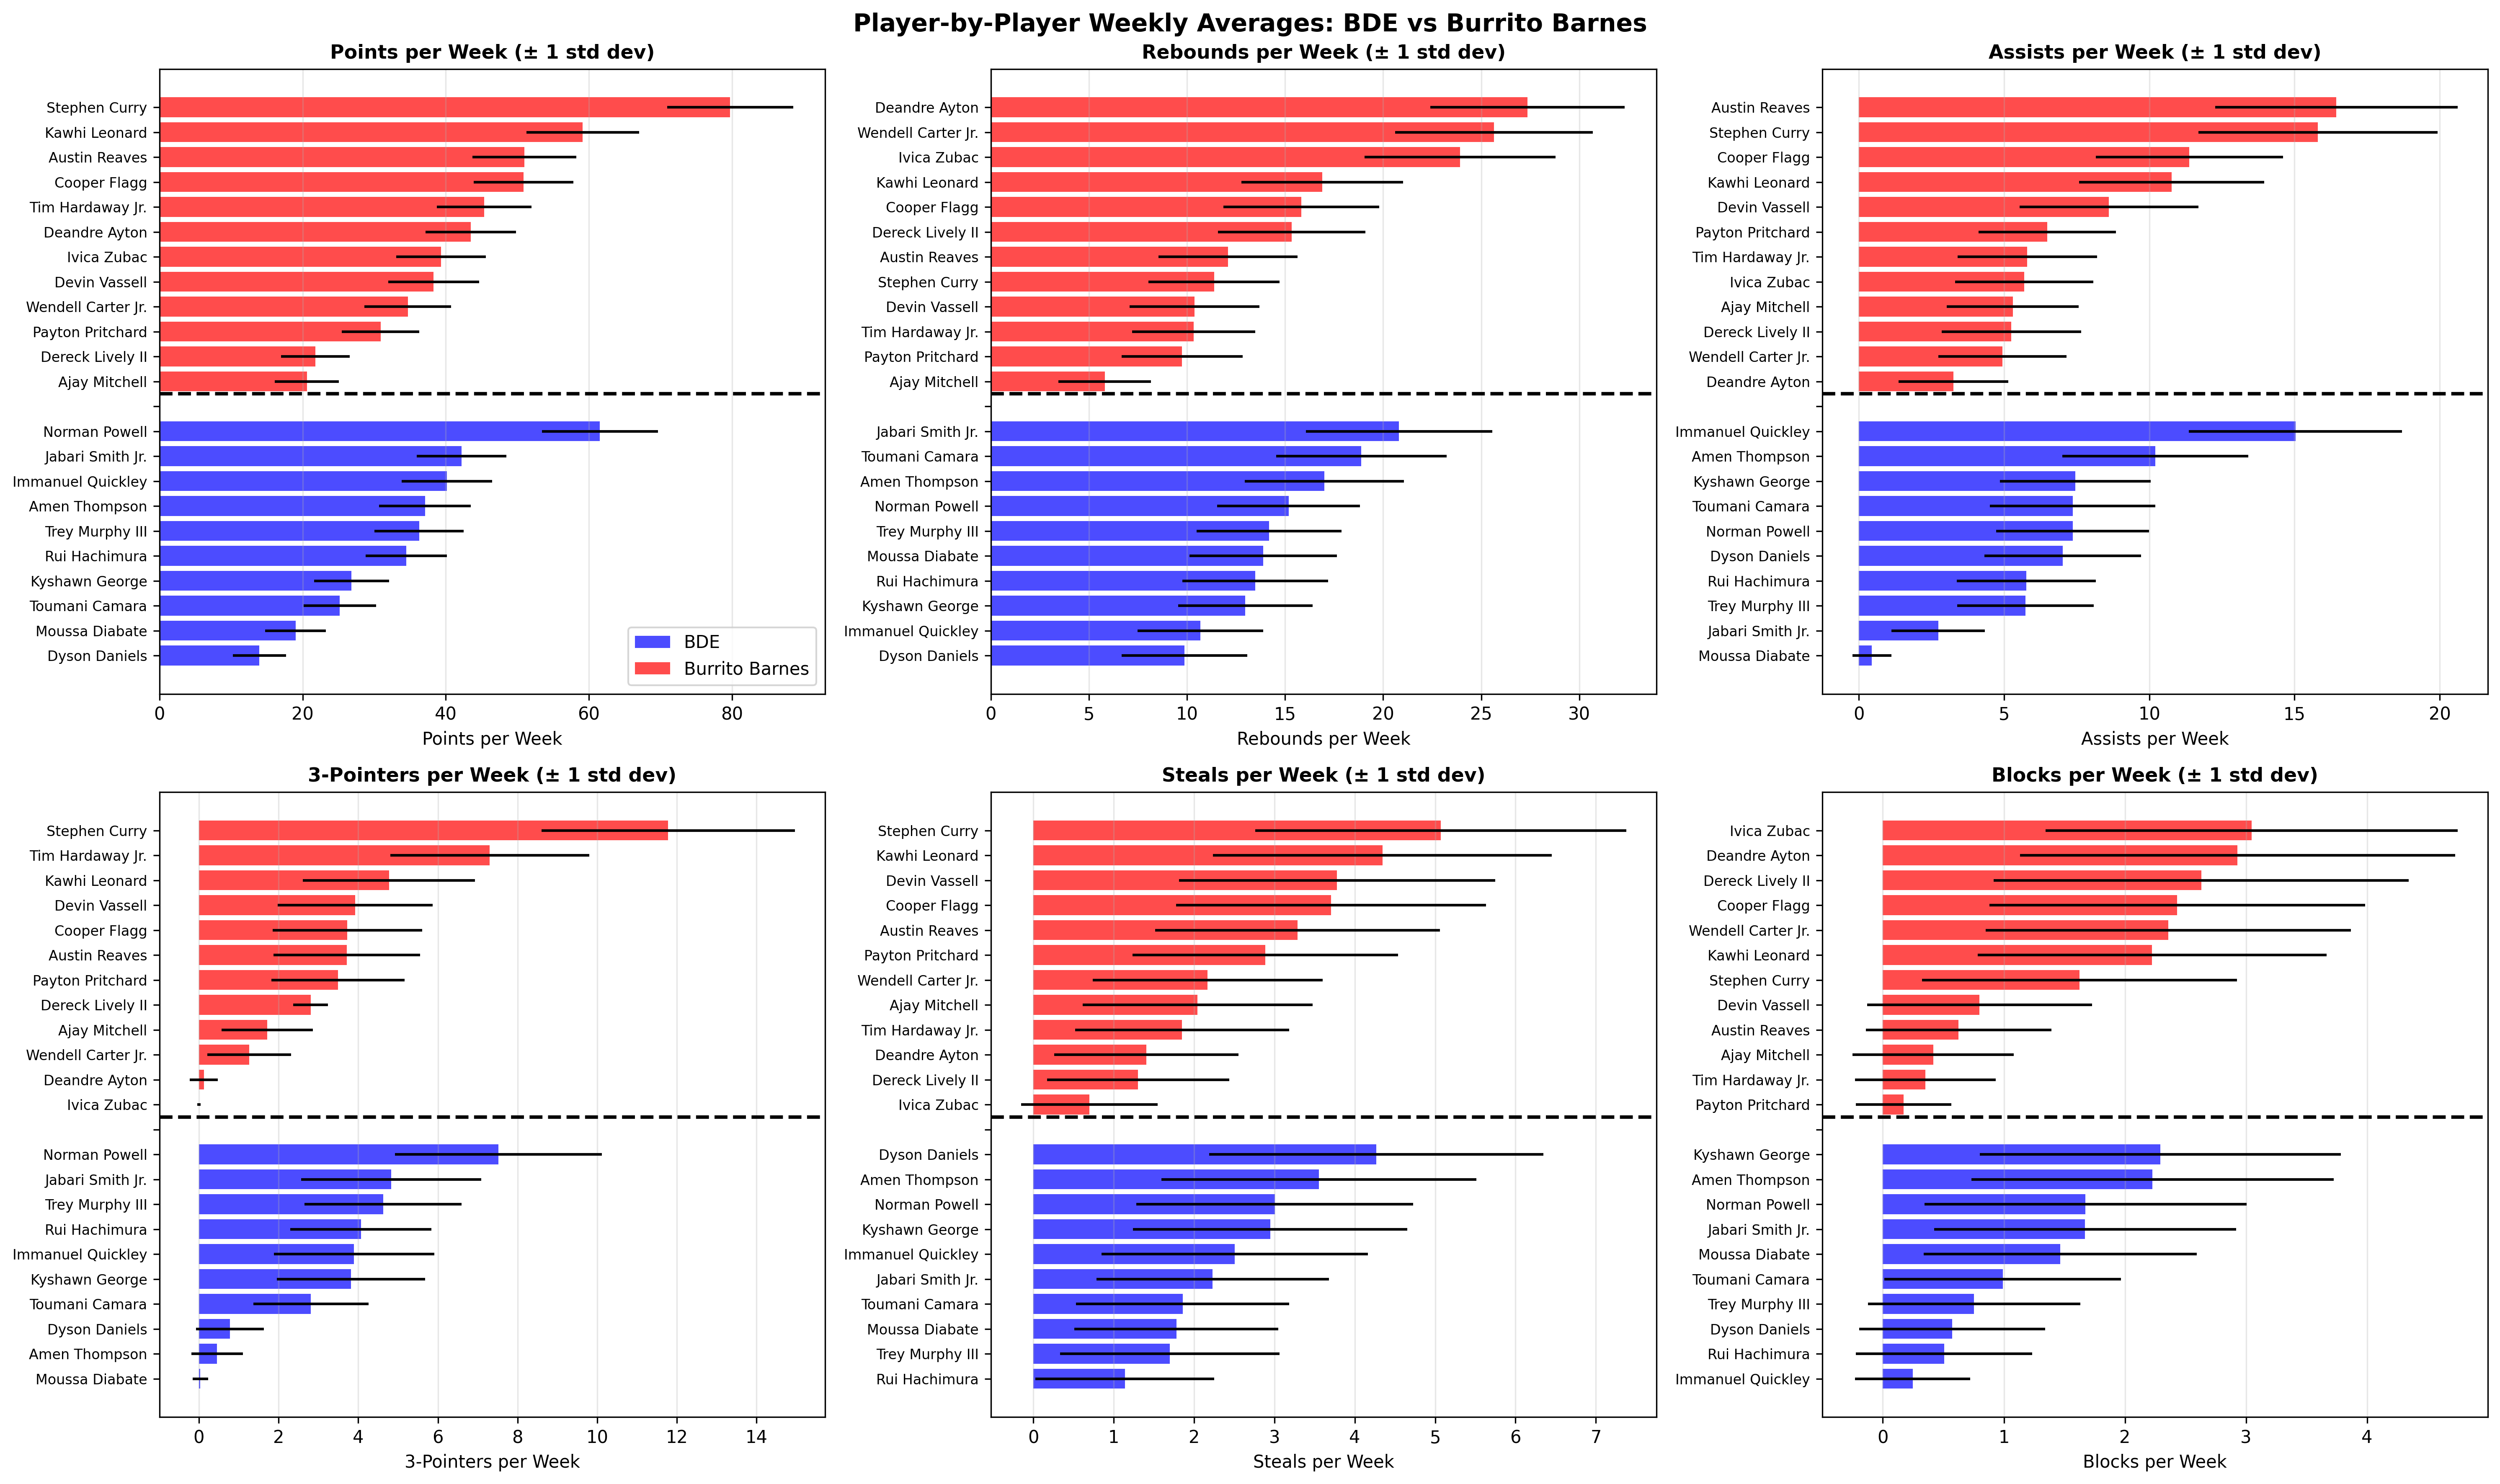 Player-by-Player Weekly Averages: BDE vs Burrito Barnes
Points per Week (± 1 std dev)
Stephen Curry
Kawhi Leonard
Austin Reaves
Cooper Flagg
Tim Hardaway Jr.
Deandre Ayton
Ivica Zubac
Devin Vassell
Wendell Carter Jr.
Payton Pritchard
Dereck Lively II
Ajay Mitchell
Norman Powell
Jabari Smith Jr.
Immanuel Quickley
Amen Thompson
Trey Murphy III
Rui Hachimura
Kyshawn George
Toumani Camara
Moussa Diabate
Dyson Daniels
BDE
Burrito Barnes
0 20 40 60 80
Points per Week
Rebounds per Week (± 1 std dev)
Deandre Ayton
Wendell Carter Jr.
Ivica Zubac
Kawhi Leonard
Cooper Flagg
Dereck Lively II
Austin Reaves
Stephen Curry
Devin Vassell
Tim Hardaway Jr.
Payton Pritchard
Ajay Mitchell
Jabari Smith Jr.
Toumani Camara
Amen Thompson
Norman Powell
Trey Murphy III
Moussa Diabate
Rui Hachimura
Kyshawn George
Immanuel Quickley
Dyson Daniels
0 5 10 15 20 25 30
Rebounds per Week
Assists per Week (± 1 std dev)
Austin Reaves
Stephen Curry
Cooper Flagg
Kawhi Leonard
Devin Vassell
Payton Pritchard
Tim Hardaway Jr.
Ivica Zubac
Ajay Mitchell
Dereck Lively II
Wendell Carter Jr.
Deandre Ayton
Immanuel Quickley
Amen Thompson
Kyshawn George
Toumani Camara
Norman Powell
Dyson Daniels
Rui Hachimura
Trey Murphy III
Jabari Smith Jr.
Moussa Diabate
0 5 10 15 20
Assists per Week
3-Pointers per Week (± 1 std dev)
Stephen Curry
Tim Hardaway Jr.
Kawhi Leonard
Devin Vassell
Cooper Flagg
Austin Reaves
Payton Pritchard
Dereck Lively II
Ajay Mitchell
Wendell Carter Jr.
Deandre Ayton
Ivica Zubac
Norman Powell
Jabari Smith Jr.
Trey Murphy III
Rui Hachimura
Immanuel Quickley
Kyshawn George
Toumani Camara
Dyson Daniels
Amen Thompson
Moussa Diabate
0 2 4 6 8 10 12 14
3-Pointers per Week
Steals per Week (± 1 std dev)
Stephen Curry
Kawhi Leonard
Devin Vassell
Cooper Flagg
Austin Reaves
Payton Pritchard
Wendell Carter Jr.
Ajay Mitchell
Tim Hardaway Jr.
Deandre Ayton
Dereck Lively II
Ivica Zubac
Dyson Daniels
Amen Thompson
Norman Powell
Kyshawn George
Immanuel Quickley
Jabari Smith Jr.
Toumani Camara
Moussa Diabate
Trey Murphy III
Rui Hachimura
0 1 2 3 4 5 6 7
Steals per Week
Blocks per Week (± 1 std dev)
Ivica Zubac
Deandre Ayton
Dereck Lively II
Cooper Flagg
Wendell Carter Jr.
Kawhi Leonard
Stephen Curry
Devin Vassell
Austin Reaves
Ajay Mitchell
Tim Hardaway Jr.
Payton Pritchard
Kyshawn George
Amen Thompson
Norman Powell
Jabari Smith Jr.
Moussa Diabate
Toumani Camara
Trey Murphy III
Dyson Daniels
Rui Hachimura
Immanuel Quickley
0 1 2 3 4
Blocks per Week